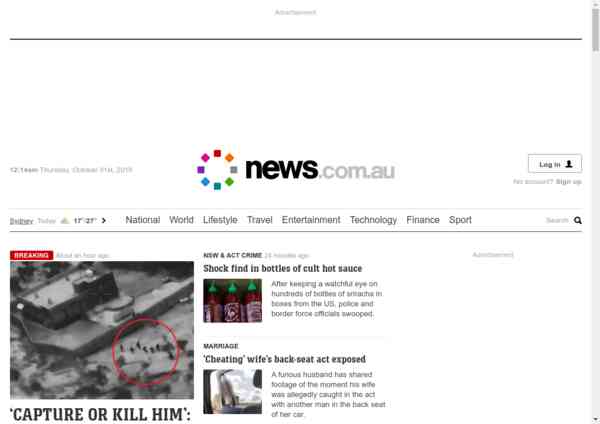 Advertisement
12:14am Thursday, October 31st, 2019
news.com.au
Log in
No account? Sign up
Sydney Today 17°/27°
National World Lifestyle Travel Entertainment Technology Finance Sport
Search
BREAKING About an hour ago
‘CAPTURE OR KILL HIM’:
NSW & ACT CRIME 24 minutes ago
Shock find in bottles of cult hot sauce
After keeping a watchful eye on
hundreds of bottles of sriracha in
boxes from the US, police and
border force officials swooped.
MARRIAGE
‘Cheating’ wife's back-seat act exposed
A furious husband has shared
footage of the moment his wife
was allegedly caught in the act
with another man in the back seat
of her car.
Advertisement